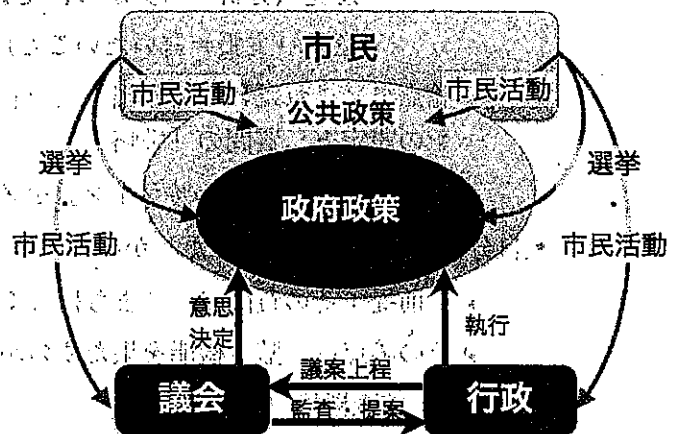 市民
市民活動
市民活動
公共政策
選挙
・
市民活動
政府政策
選挙
・
市民活動
意思
決定
執行
議案上程
監査・提案
議会
行政